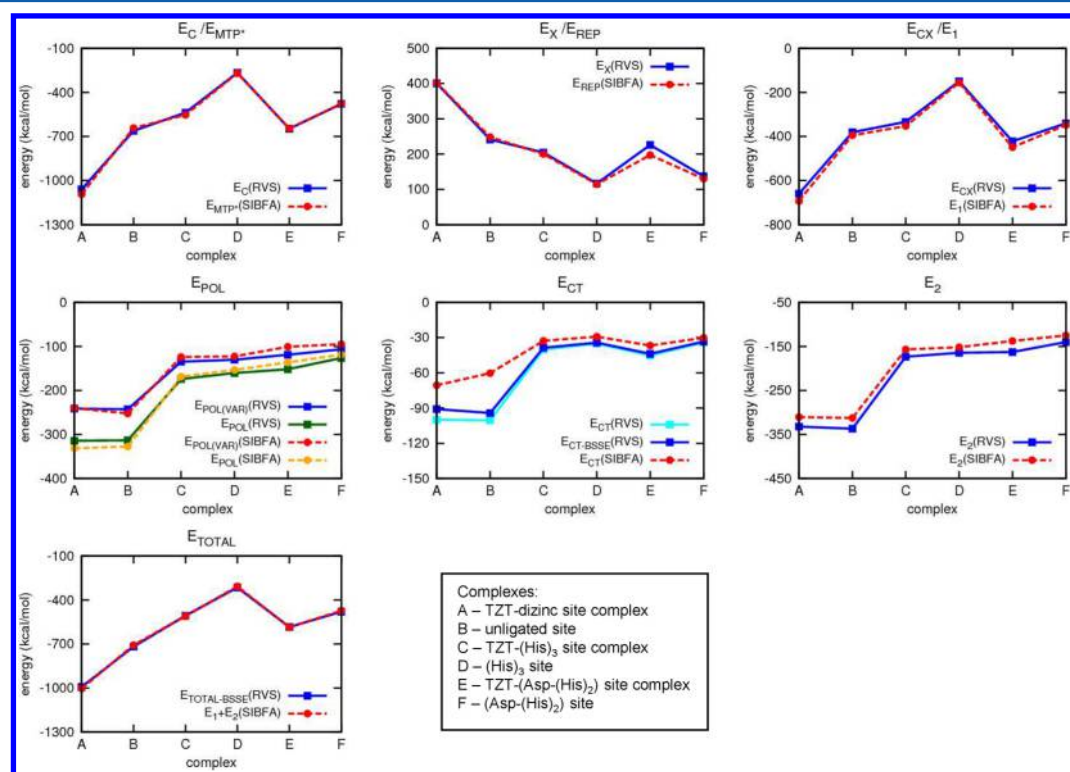 E_C /E_MTP*
energy (kcal/mol)
-100
-400
-700
-1000
-1300
E_C(RVS)
E_MTP*(SIBFA)
A B C D E F
complex
E_X /E_REP
energy (kcal/mol)
500
400
300
200
100
0
E_X(RVS)
E_REP(SIBFA)
A B C D E F
complex
E_CX /E_1
energy (kcal/mol)
0
-200
-400
-600
-800
E_CX(RVS)
E_1(SIBFA)
A B C D E F
complex
E_POL
energy (kcal/mol)
0
-100
-200
-300
-400
E_POL(VAR)(RVS)
E_POL(RVS)
E_POL(VAR)(SIBFA)
E_POL(SIBFA)
A B C D E F
complex
E_CT
energy (kcal/mol)
0
-30
-60
-90
-120
-150
E_CT(RVS)
E_CT-BSSE(RVS)
E_CT(SIBFA)
A B C D E F
complex
E_2
energy (kcal/mol)
-50
-150
-250
-350
-450
E_2(RVS)
E_2(SIBFA)
A B C D E F
complex
E_TOTAL
energy (kcal/mol)
-100
-400
-700
-1000
-1300
E_TOTAL-BSSE(RVS)
E_1+E_2(SIBFA)
A B C D E F
complex
Complexes:
A – TZT-dizinc site complex
B – unligated site
C – TZT-(His)_3 site complex
D – (His)_3 site
E – TZT-(Asp-(His)_2) site complex
F – (Asp-(His)_2) site